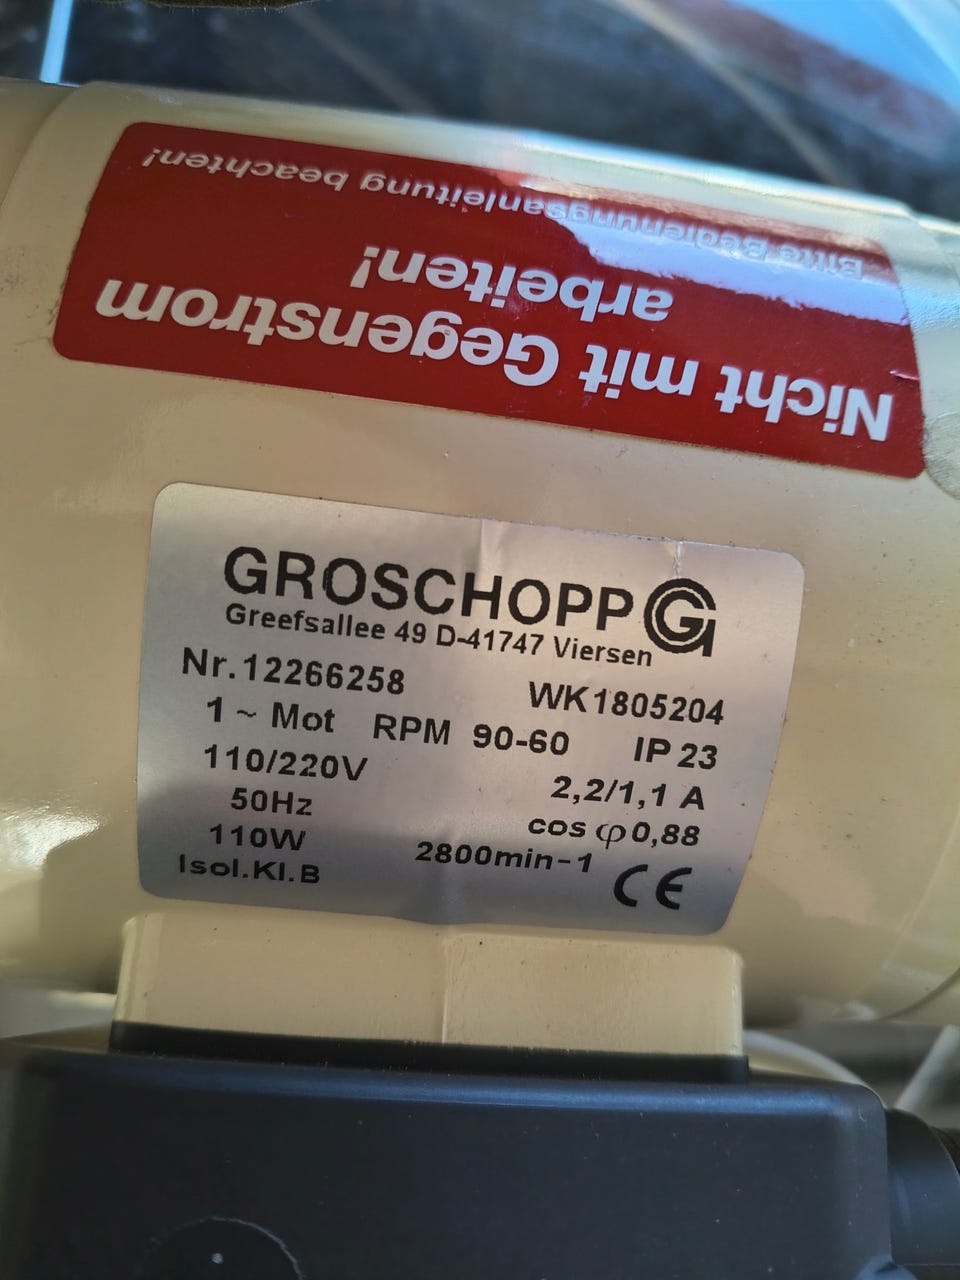 Nicht mit Gegenstrom
arbeiten!
Bitte Bedienungsanleitung beachten!
GROSCHOPP
Greefsallee 49 D-41747 Viersen
Nr.12266258 WK1805204
1 ~ Mot RPM 90-60 IP 23
110/220V 2,2/1,1 A
50Hz cos φ 0,88
110W 2800min-1
Isol.Kl.B CE